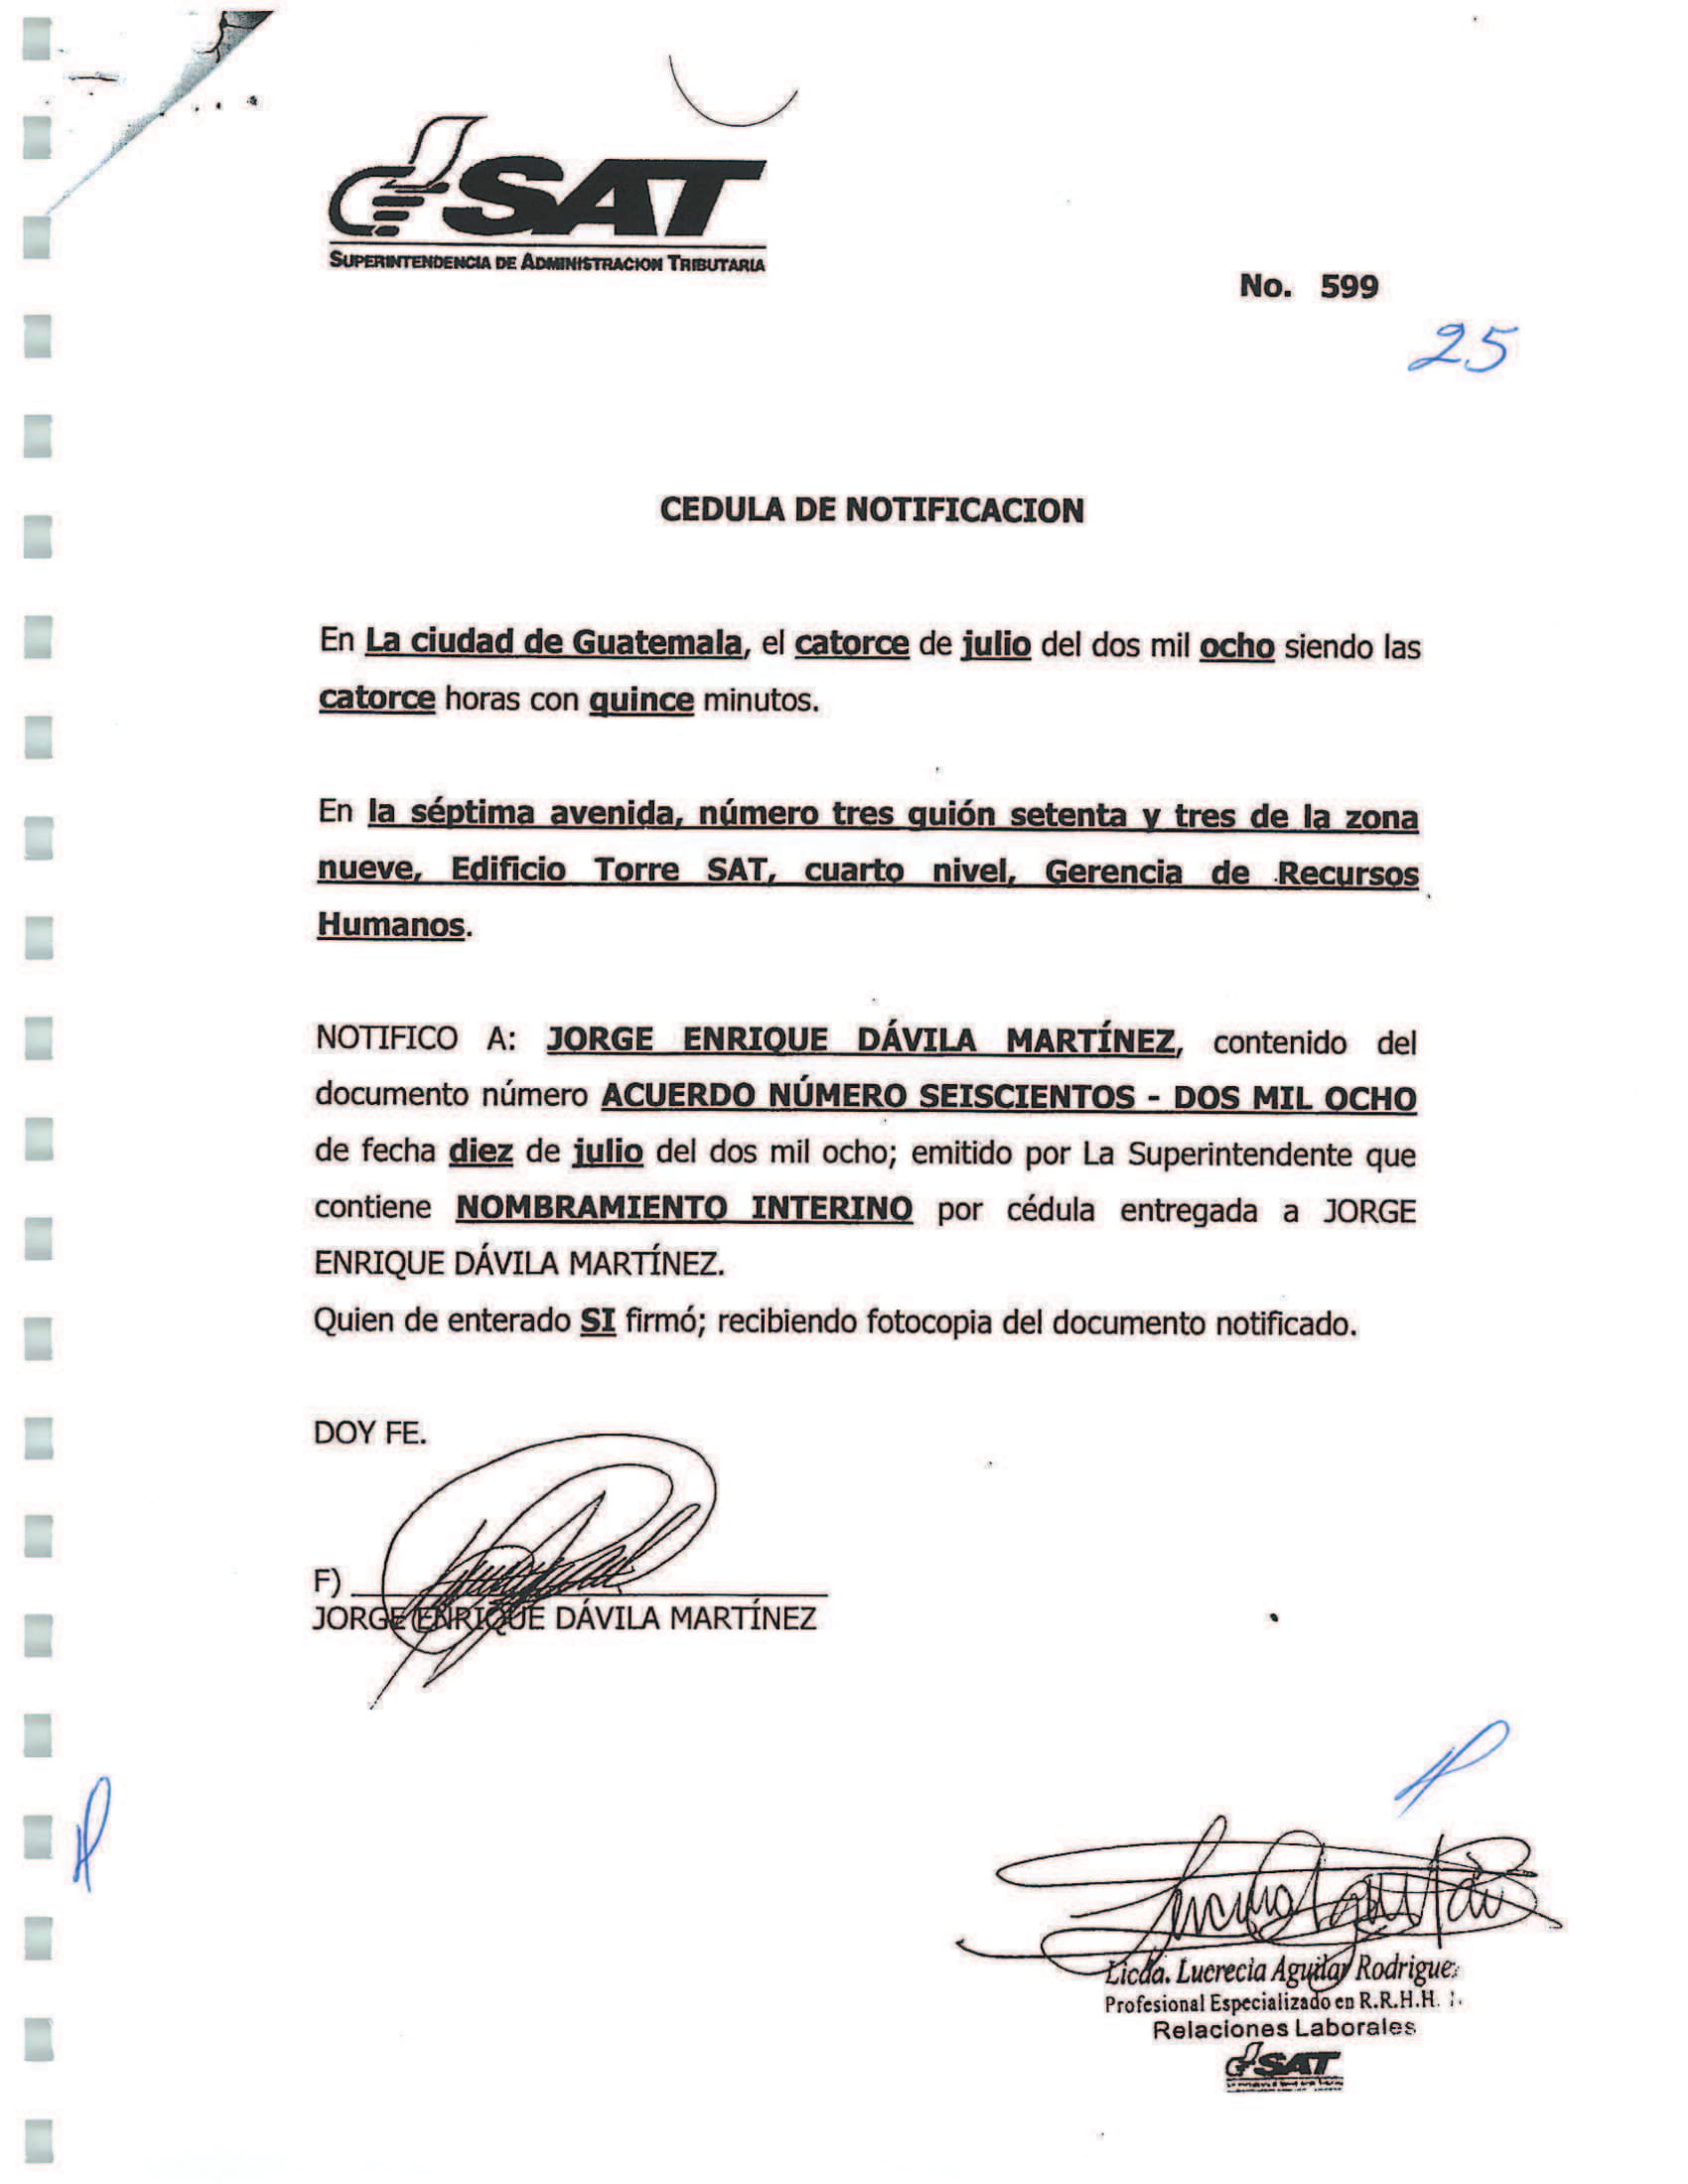 SAT
SUPERINTENDENCIA DE ADMINISTRACION TRIBUTARIA
No. 599
25
CEDULA DE NOTIFICACION
En La ciudad de Guatemala, el catorce de julio del dos mil ocho siendo las
catorce horas con quince minutos.
En la séptima avenida, número tres guión setenta y tres de la zona
nueve, Edificio Torre SAT, cuarto nivel, Gerencia de Recursos
Humanos.
NOTIFICO A: JORGE ENRIQUE DÁVILA MARTÍNEZ, contenido del
documento número ACUERDO NÚMERO SEISCIENTOS - DOS MIL OCHO
de fecha diez de julio del dos mil ocho; emitido por La Superintendente que
contiene NOMBRAMIENTO INTERINO por cédula entregada a JORGE
ENRIQUE DÁVILA MARTÍNEZ.
Quien de enterado SI firmó; recibiendo fotocopia del documento notificado.
DOY FE.
F)
JORGE ENRIQUE DÁVILA MARTÍNEZ
Licda. Lucrecia Aguilar Rodrigue
Profesional Especializado en R.R.H.H.
Relaciones Laborales
SAT